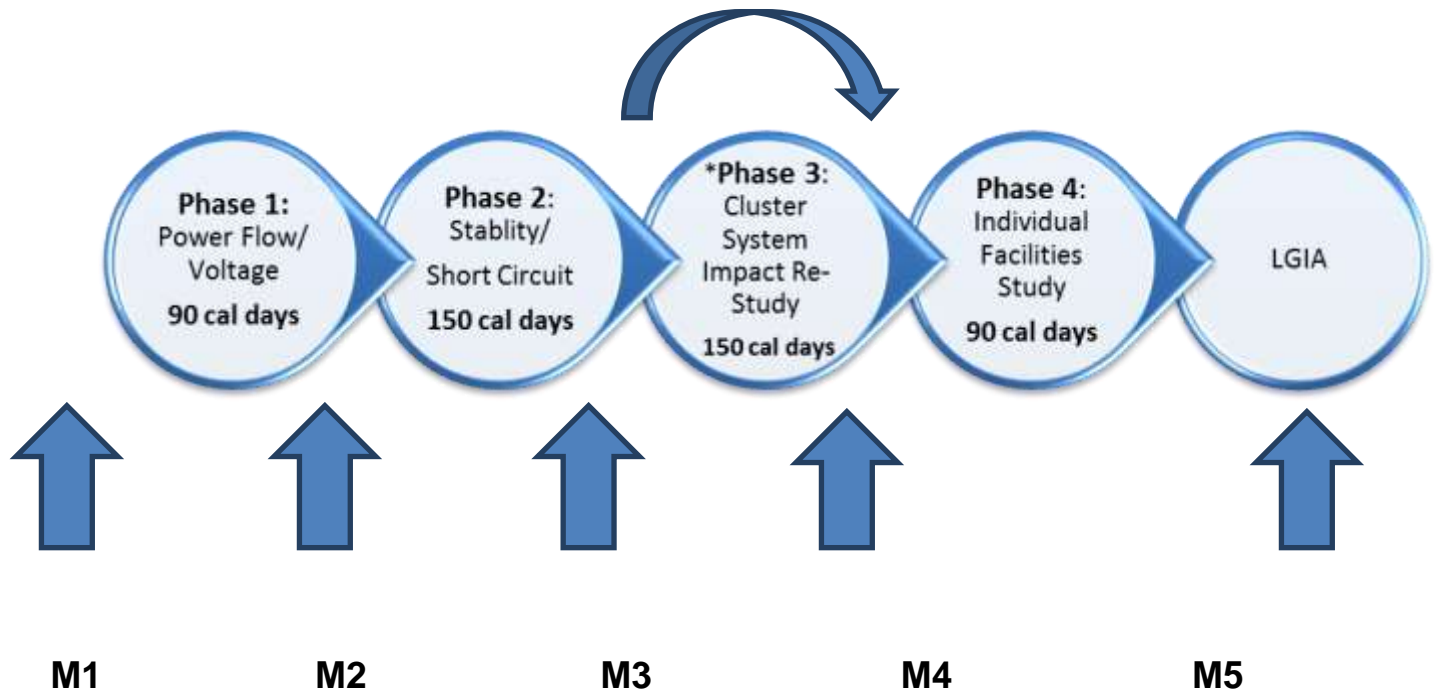 Phase 1:
Power Flow/
Voltage
90 cal days
Phase 2:
Stablity/
Short Circuit
150 cal days
*Phase 3:
Cluster
System
Impact Re-
Study
150 cal days
Phase 4:
Individual
Facilities
Study
90 cal days
LGIA
M1
M2
M3
M4
M5